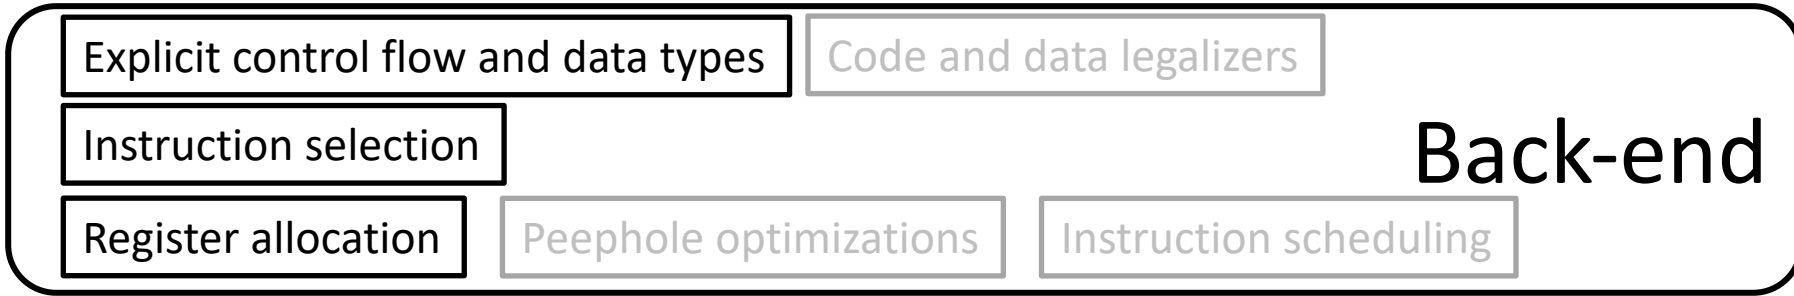 Explicit control flow and data types
Code and data legalizers
Instruction selection
Back-end
Register allocation
Peephole optimizations
Instruction scheduling